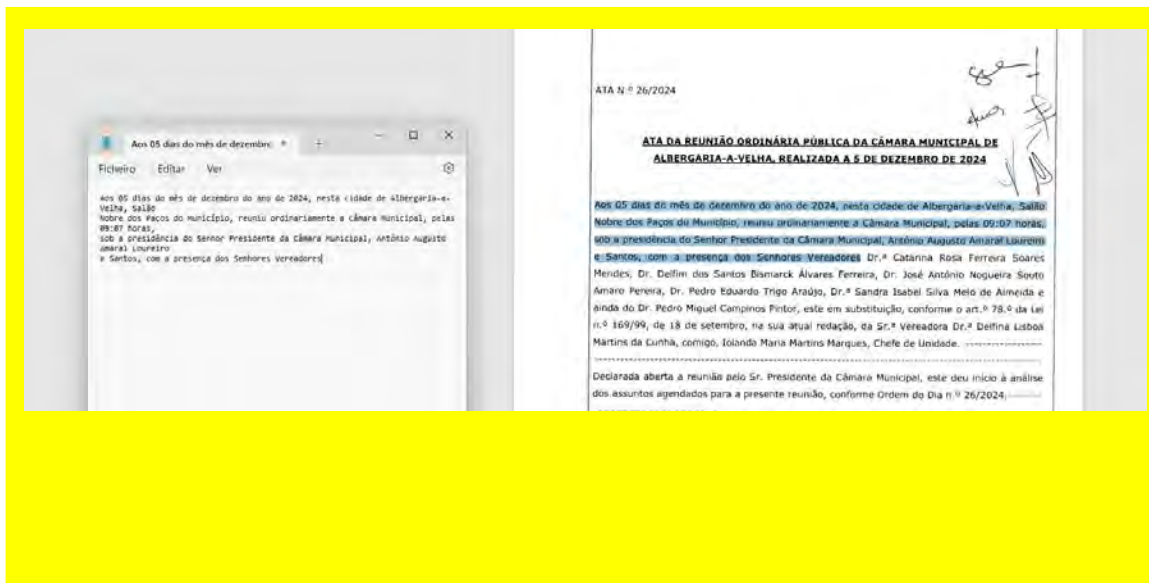 Aos 05 dias do mês de dezembro
Ficheiro Editar Ver
Aos 05 dias do mês de dezembro do ano de 2024, nesta cidade de Albergaria-a-
Velha, Salão
Nobre dos Paços do Município, reuniu ordinariamente a Câmara Municipal, pelas
09:07 horas,
sob a presidência do Senhor Presidente da Câmara Municipal, António Augusto
Amaral Loureiro
e Santos, com a presença dos Senhores Vereadores
ATA N.º 26/2024
ATA DA REUNIÃO ORDINÁRIA PÚBLICA DA CÂMARA MUNICIPAL DE
ALBERGARIA-A-VELHA, REALIZADA A 5 DE DEZEMBRO DE 2024
Aos 05 dias do mês de dezembro do ano de 2024, nesta cidade de Albergaria-a-Velha, Salão
Nobre dos Paços do Município, reuniu ordinariamente a Câmara Municipal, pelas 09:07 horas,
sob a presidência do Senhor Presidente da Câmara Municipal, António Augusto Amaral Loureiro
e Santos, com a presença dos Senhores Vereadores Dr.ª Catarina Rosa Ferreira Soares
Mendes, Dr. Delfim dos Santos Bismarck Álvares Ferreira, Dr. José António Nogueira Souto
Amaro Pereira, Dr. Pedro Eduardo Trigo Araújo, Dr.ª Sandra Isabel Silva Melo de Almeida e
ainda do Dr. Pedro Miguel Campinos Pintor, este em substituição, conforme o art.º 78.º da Lei
n.º 169/99, de 18 de setembro, na sua atual redação, da Sr.ª Vereadora Dr.ª Delfina Lisboa
Martins da Cunha, comigo, Iolanda Maria Martins Marques, Chefe de Unidade.
Declarada aberta a reunião pelo Sr. Presidente da Câmara Municipal, este deu início à análise
dos assuntos agendados para a presente reunião, conforme Ordem do Dia n.º 26/2024.